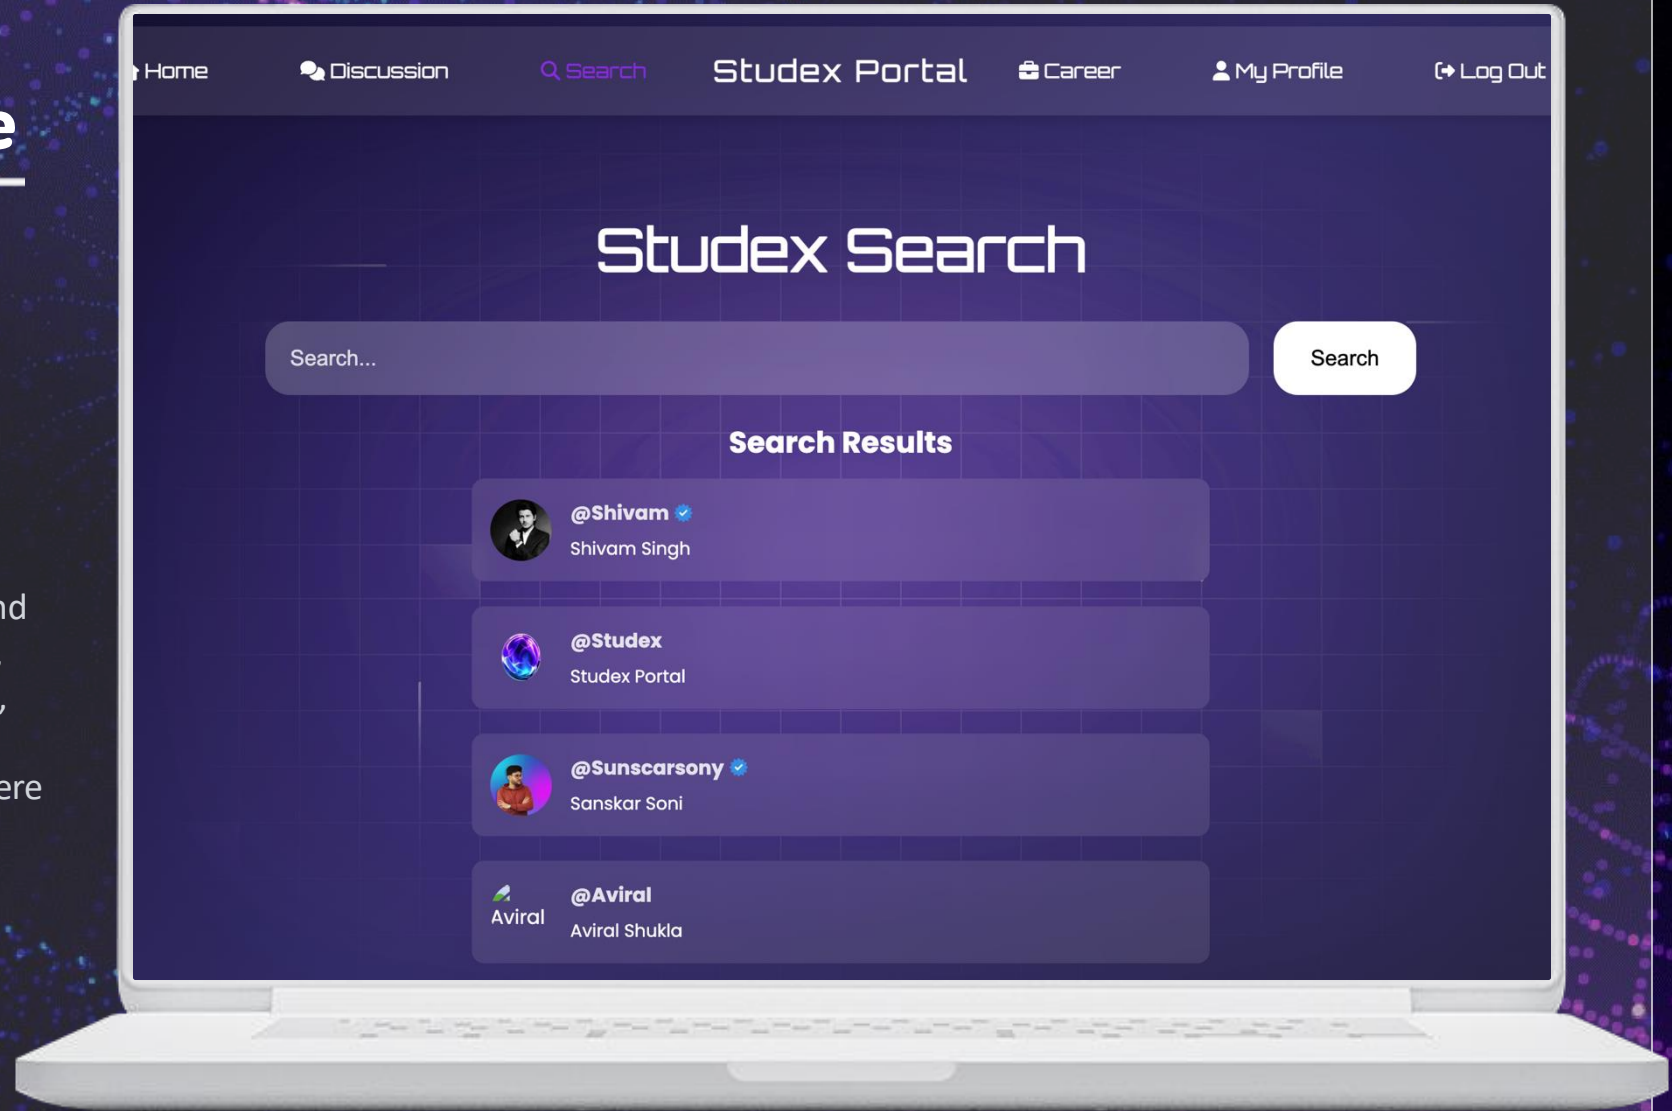 Home Discussion Search Studex Portal Career My Profile Log Out
e
Studex Search
Search... Search
Search Results
@Shivam
Shivam Singh
nd
@Studex
Studex Portal
,
@Sunscarsony
ere
Sanskar Soni
@Aviral
Aviral
Aviral Shukla